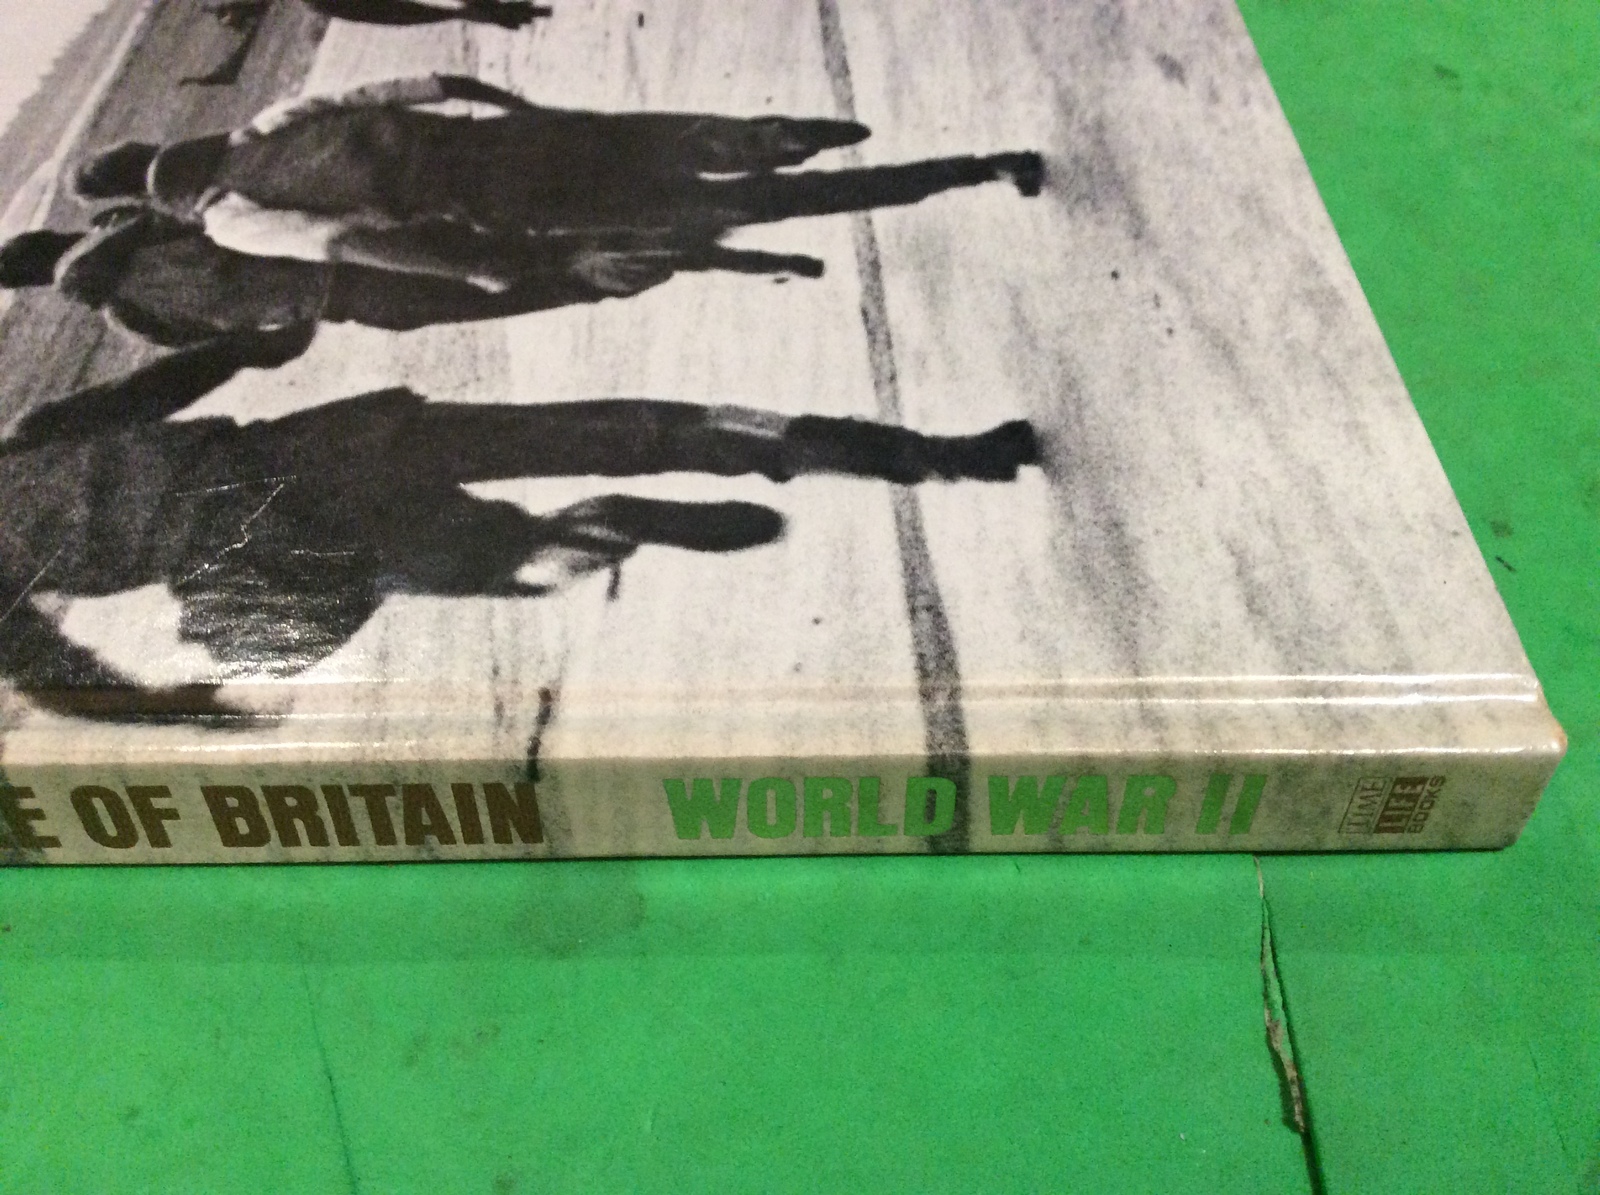 E OF BRITAIN WORLD WAR II
TIME
LIFE
BOOKS